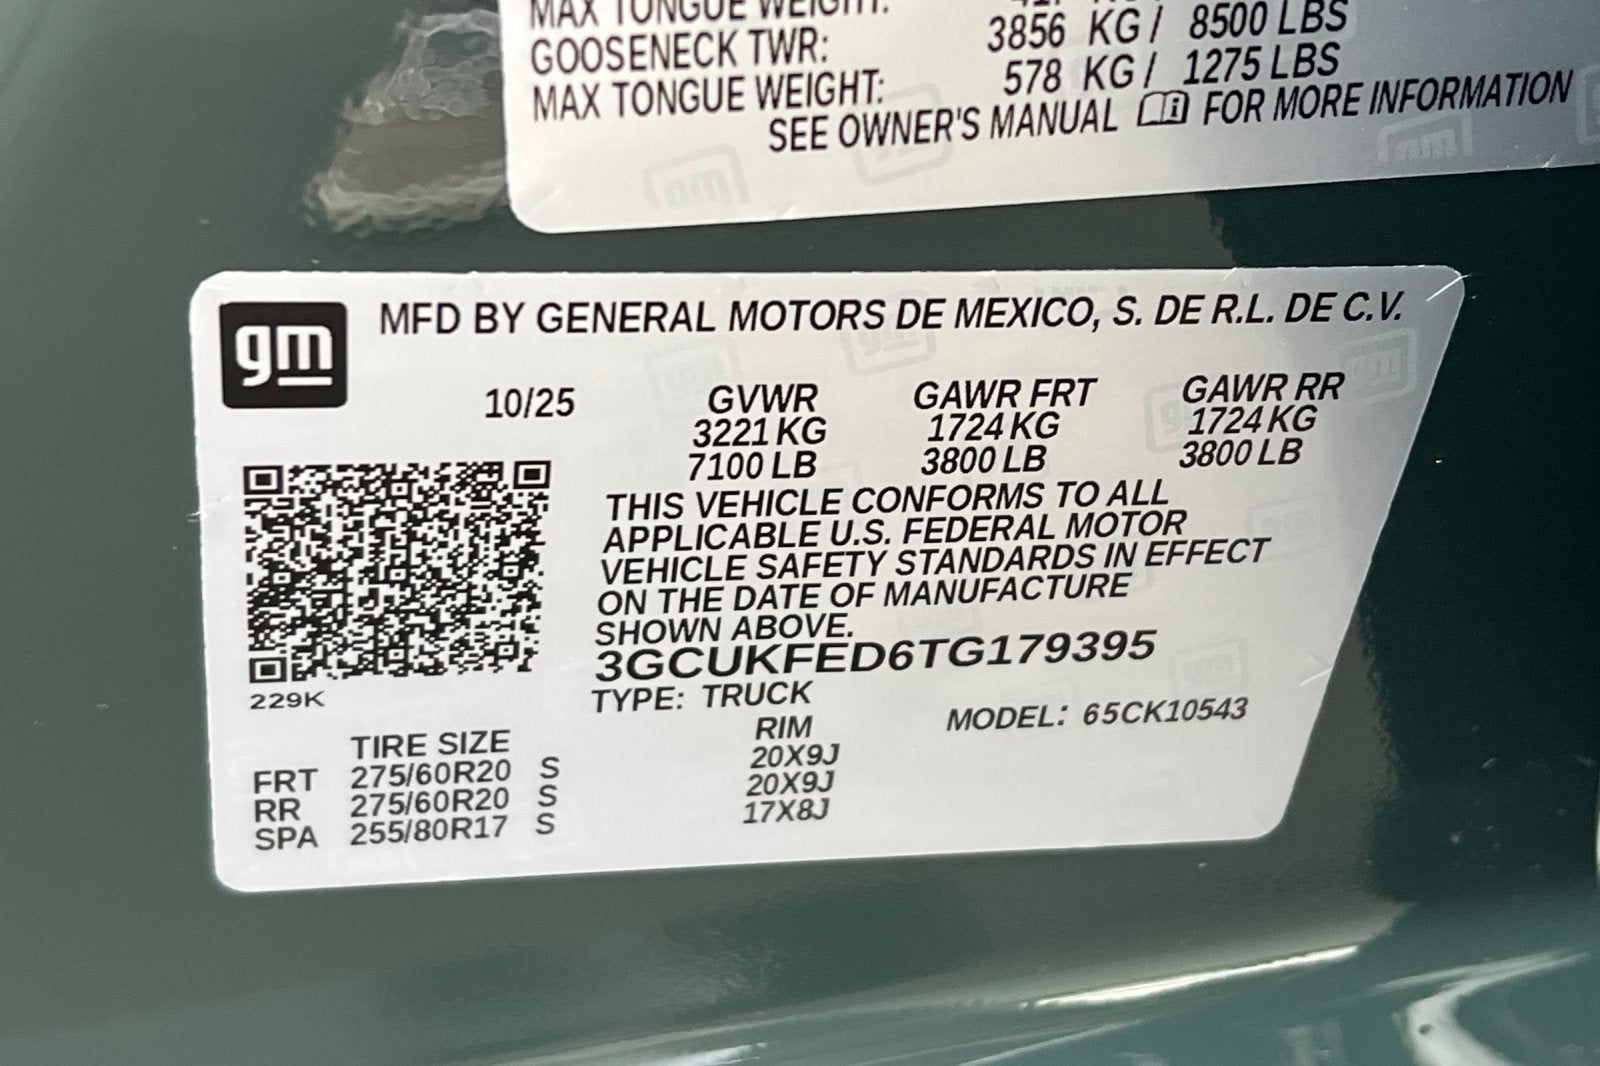 MAX TONGUE WEIGHT:
GOOSENECK TWR: 3856 KG / 8500 LBS
MAX TONGUE WEIGHT: 578 KG / 1275 LBS
SEE OWNER'S MANUAL FOR MORE INFORMATION
gm MFD BY GENERAL MOTORS DE MEXICO, S. DE R.L. DE C.V.
10/25 GVWR GAWR FRT GAWR RR
3221 KG 1724 KG 1724 KG
7100 LB 3800 LB 3800 LB
THIS VEHICLE CONFORMS TO ALL
APPLICABLE U.S. FEDERAL MOTOR
VEHICLE SAFETY STANDARDS IN EFFECT
ON THE DATE OF MANUFACTURE
SHOWN ABOVE.
3GCUKFED6TG179395
229K TYPE: TRUCK MODEL: 65CK10543
TIRE SIZE RIM
FRT 275/60R20 S 20X9J
RR 275/60R20 S 20X9J
SPA 255/80R17 S 17X8J